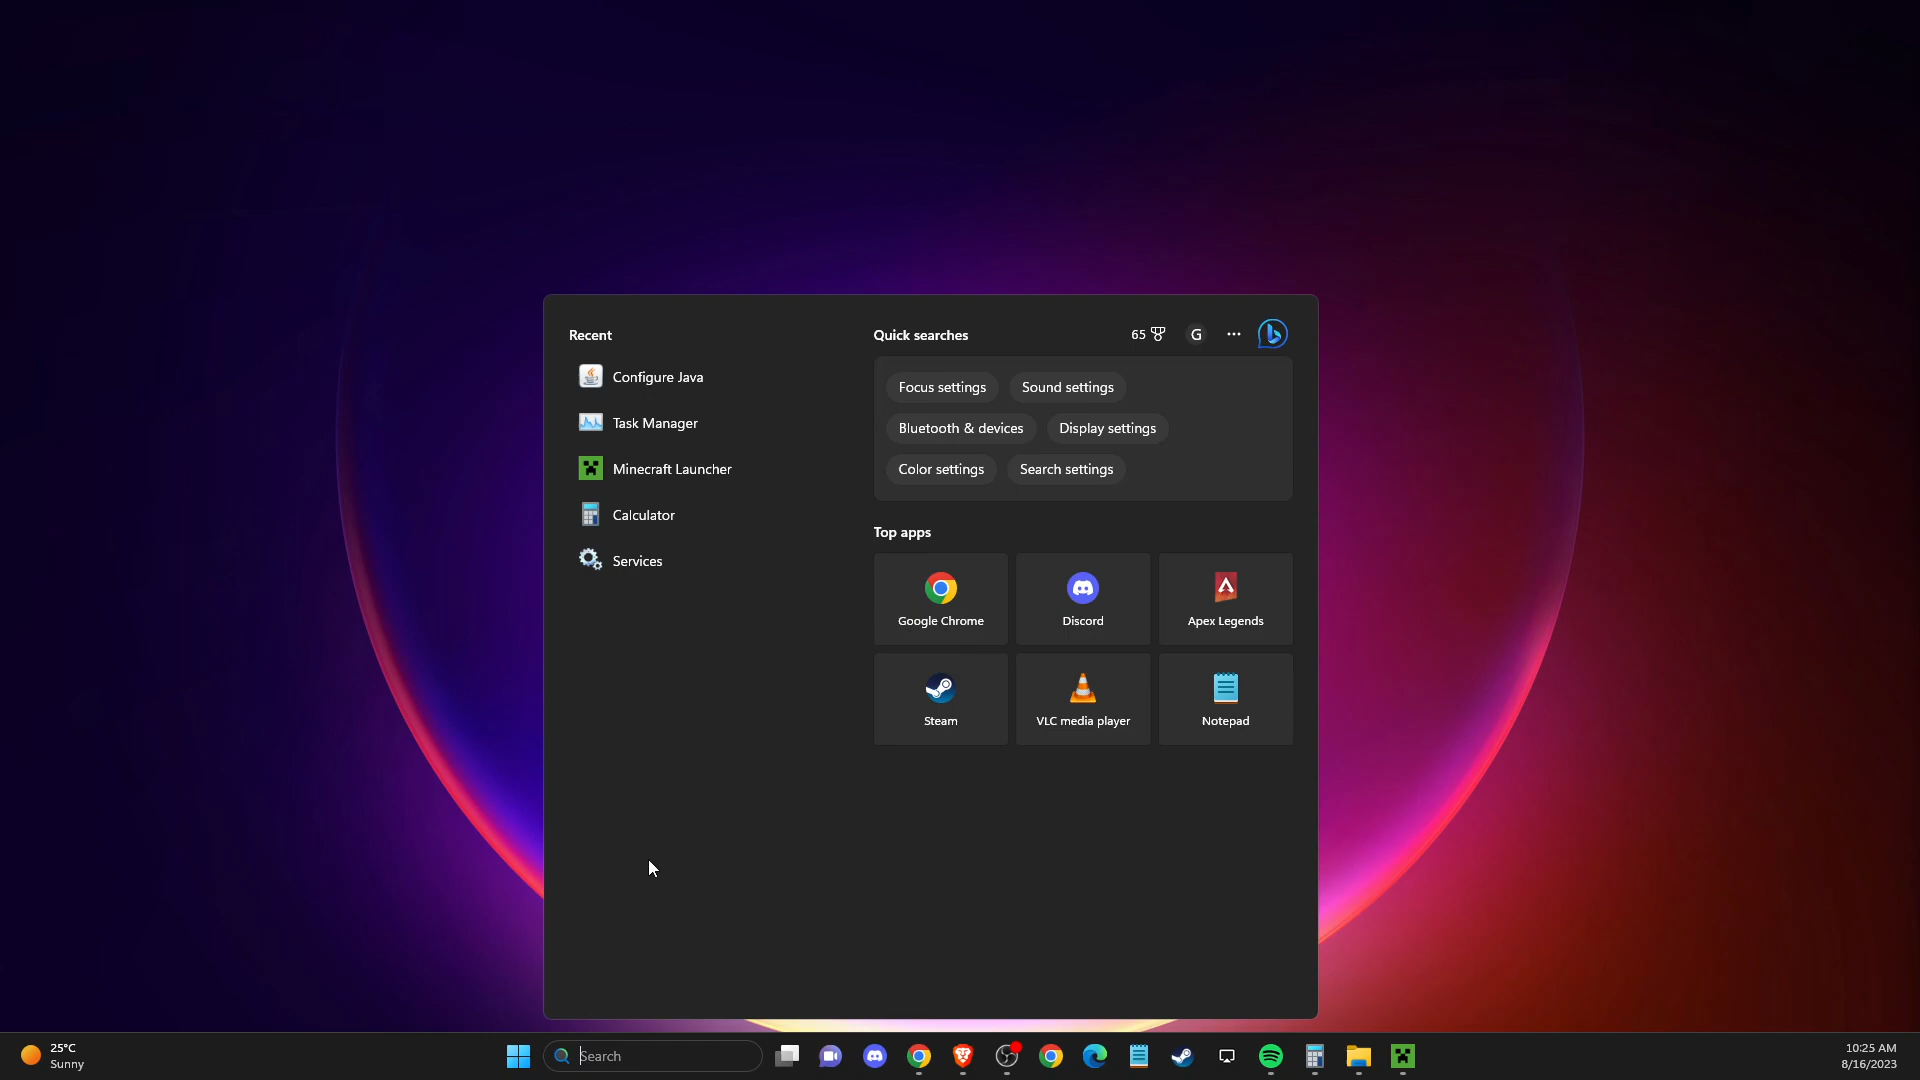 Recent
Configure Java
Task Manager
Minecraft Launcher
Calculator
Services
Quick searches
65
G
Focus settings
Sound settings
Bluetooth & devices
Display settings
Color settings
Search settings
Top apps
Google Chrome
Discord
Apex Legends
Steam
VLC media player
Notepad
25°C
Sunny
Search
10:25 AM
8/16/2023